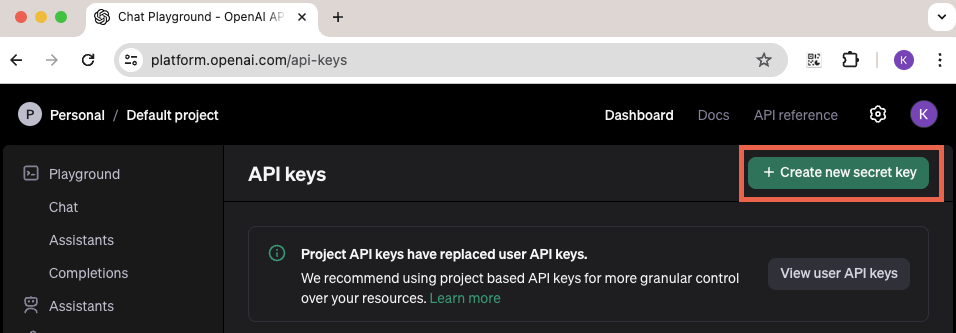 Chat Playground - OpenAI AP
platform.openai.com/api-keys
K
P Personal / Default project
Dashboard
Docs
API reference
K
Playground
Chat
Assistants
Completions
Assistants
API keys
+ Create new secret key
Project API keys have replaced user API keys.
We recommend using project based API keys for more granular control
over your resources. Learn more
View user API keys